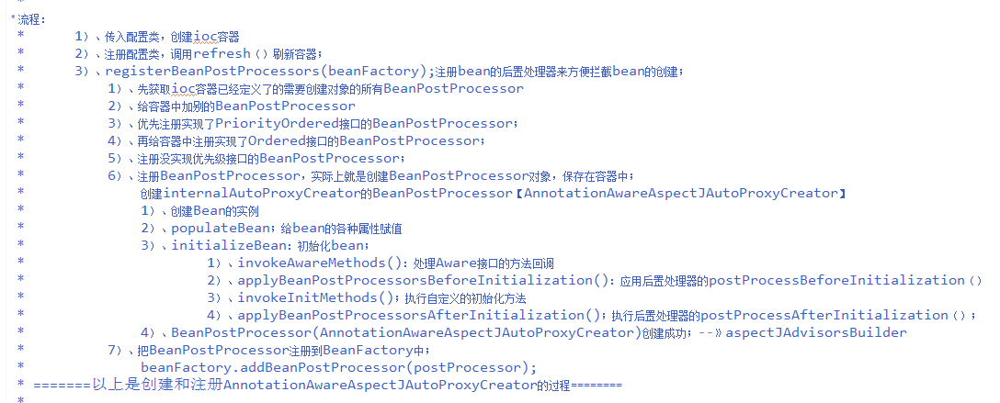 *
*流程:
* 1)、传入配置类,创建ioc容器
* 2)、注册配置类,调用refresh()刷新容器;
* 3)、registerBeanPostProcessors(beanFactory);注册bean的后置处理器来方便拦截bean的创建;
* 1)、先获取ioc容器已经定义了的需要创建对象的所有BeanPostProcessor
* 2)、给容器中加别的BeanPostProcessor
* 3)、优先注册实现了PriorityOrdered接口的BeanPostProcessor;
* 4)、再给容器中注册实现了Ordered接口的BeanPostProcessor;
* 5)、注册没实现优先级接口的BeanPostProcessor;
* 6)、注册BeanPostProcessor,实际上就是创建BeanPostProcessor对象,保存在容器中;
* 创建internalAutoProxyCreator的BeanPostProcessor【AnnotationAwareAspectJAutoProxyCreator】
* 1)、创建Bean的实例
* 2)、populateBean;给bean的各种属性赋值
* 3)、initializeBean:初始化bean;
* 1)、invokeAwareMethods():处理Aware接口的方法回调
* 2)、applyBeanPostProcessorsBeforeInitialization():应用后置处理器的postProcessBeforeInitialization()
* 3)、invokeInitMethods();执行自定义的初始化方法
* 4)、applyBeanPostProcessorsAfterInitialization();执行后置处理器的postProcessAfterInitialization();
* 4)、BeanPostProcessor(AnnotationAwareAspectJAutoProxyCreator)创建成功;--》aspectJAdvisorsBuilder
* 7)、把BeanPostProcessor注册到BeanFactory中;
* beanFactory.addBeanPostProcessor(postProcessor);
* =======以上是创建和注册AnnotationAwareAspectJAutoProxyCreator的过程========
*